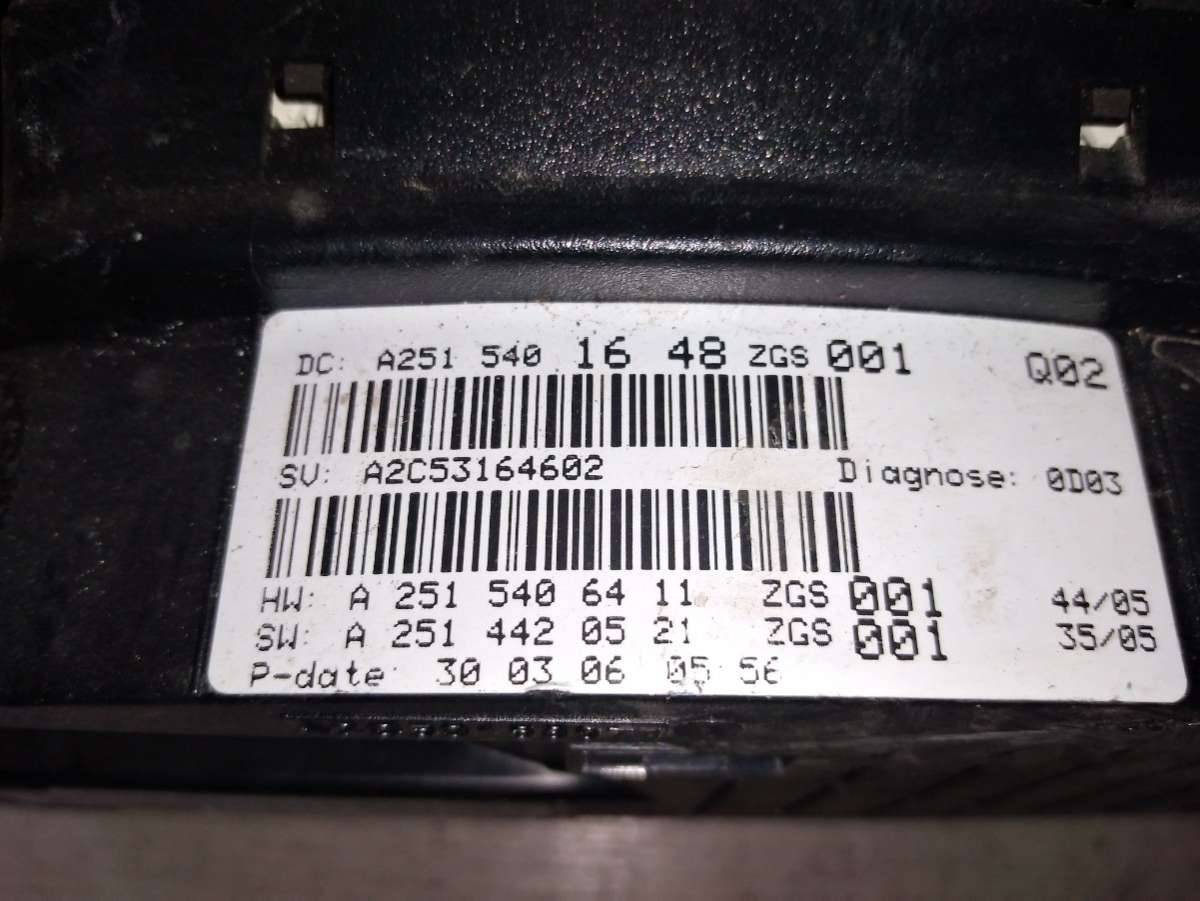 DC: A251 540 16 48 ZGS 001 Q02
SV: A2C53164602 Diagnose: 0D03
HW: A 251 540 64 11 ZGS 001 44/05
SW: A 251 442 05 21 ZGS 001 35/05
P-date: 30 03 06 05 56